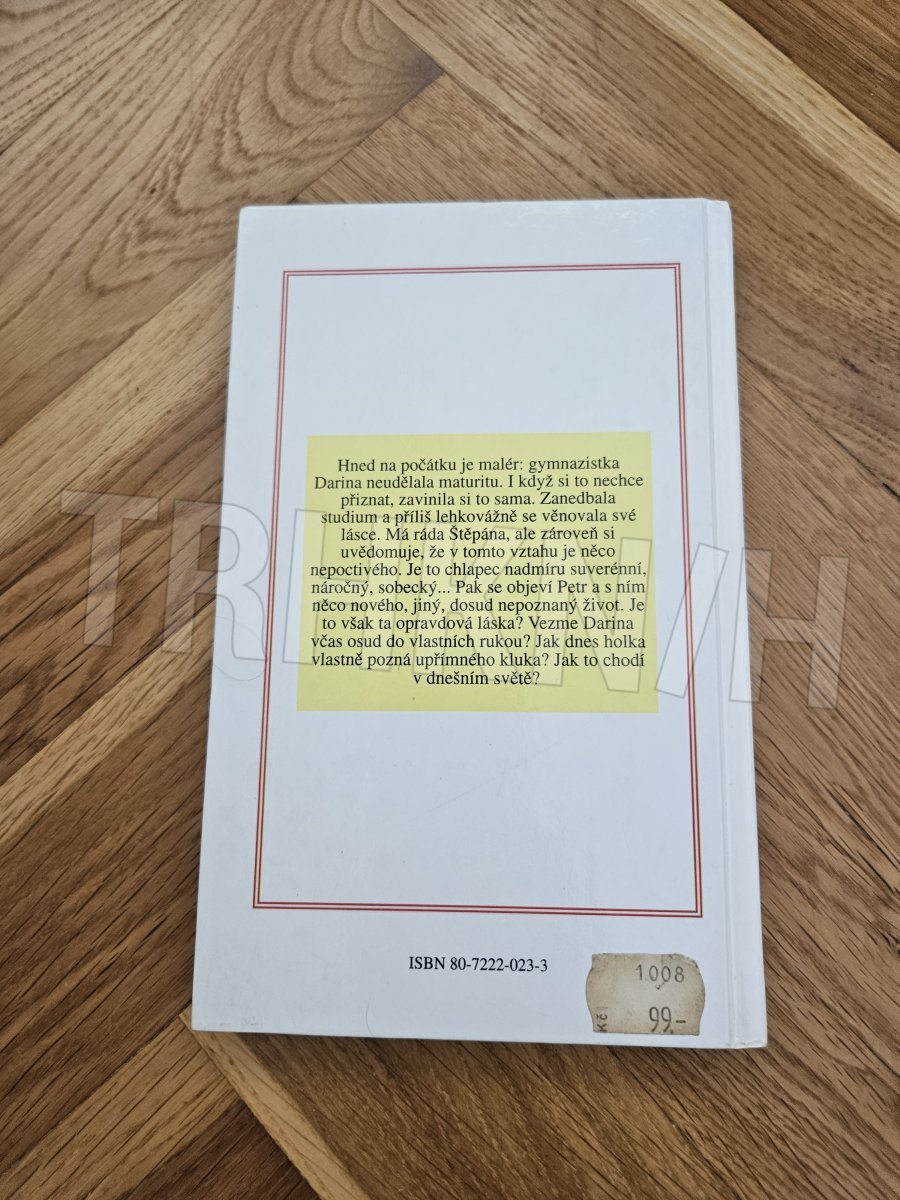 Hned na počátku je malér: gymnazistka
Darina neudělala maturitu. I když si to nechce
přiznat, zavinila si to sama. Zanedbala
studium a příliš lehkovážně se věnovala své
lásce. Má ráda Štěpána, ale zároveň si
uvědomuje, že v tomto vztahu je něco
nepoctivého. Je to chlapec nadmíru suverénní,
náročný, sobecký... Pak se objeví Petr a s ním
něco nového, jiný, dosud nepoznaný život. Je
to však ta opravdová láska? Vezme Darina
včas osud do vlastních rukou? Jak dnes holka
vlastně pozná upřímného kluka? Jak to chodí
v dnešním světě?
TRHKNIH
ISBN 80-7222-023-3
1008
Kč 99-